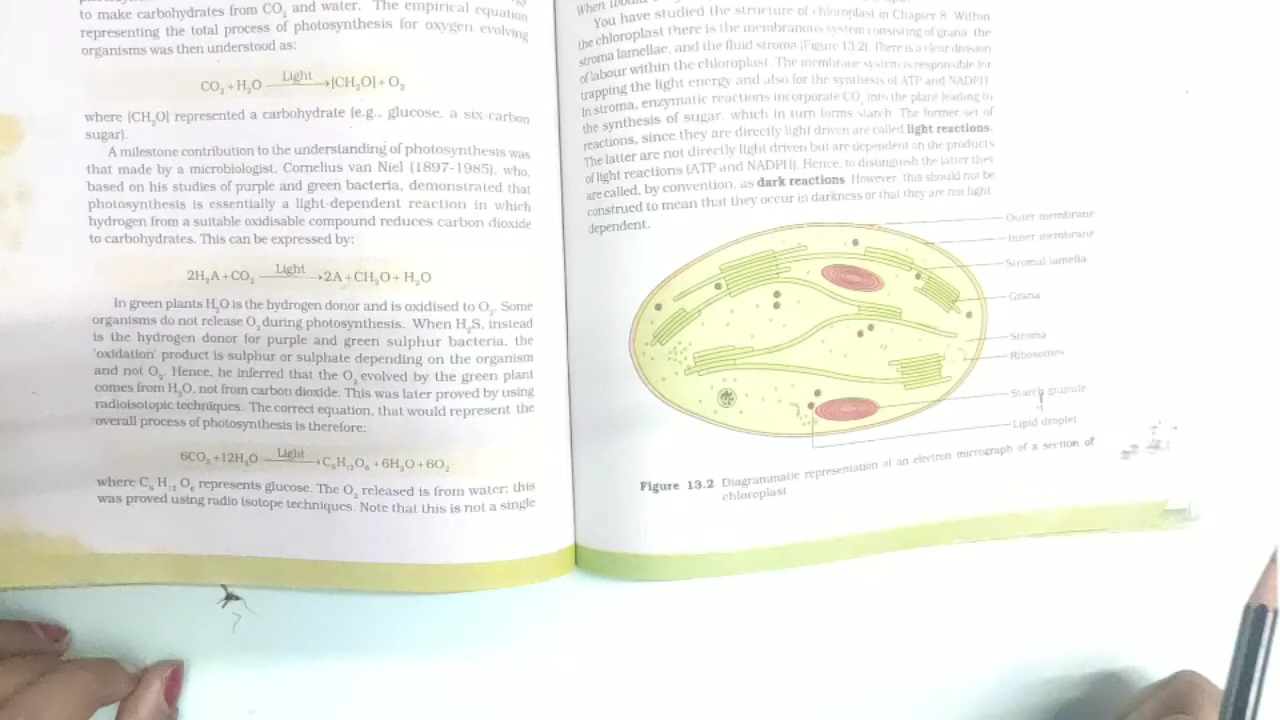 to make carbohydrates from CO₂ and water. The empirical equation
representing the total process of photosynthesis for oxygen evolving
organisms was then understood as:
CO₂ + H₂O —Light→ [CH₂O] + O₂
where [CH₂O] represented a carbohydrate (e.g., glucose, a six-carbon
sugar).
A milestone contribution to the understanding of photosynthesis was
that made by a microbiologist, Cornelius van Niel (1897-1985), who,
based on his studies of purple and green bacteria, demonstrated that
photosynthesis is essentially a light-dependent reaction in which
hydrogen from a suitable oxidisable compound reduces carbon dioxide
to carbohydrates. This can be expressed by:
2H₂A + CO₂ —Light→ 2A + CH₂O + H₂O
In green plants H₂O is the hydrogen donor and is oxidised to O₂. Some
organisms do not release O₂ during photosynthesis. When H₂S, instead
is the hydrogen donor for purple and green sulphur bacteria, the
'oxidation' product is sulphur or sulphate depending on the organism
and not O₂. Hence, he inferred that the O₂ evolved by the green plant
comes from H₂O, not from carbon dioxide. This was later proved by using
radioisotopic techniques. The correct equation, that would represent the
overall process of photosynthesis is therefore:
6CO₂ + 12H₂O —Light→ C₆H₁₂O₆ + 6H₂O + 6O₂
where C₆ H₁₂ O₆ represents glucose. The O₂ released is from water; this
was proved using radio isotope techniques. Note that this is not a single
You have studied the structure of chloroplast in Chapter 8. Within
the chloroplast there is the membranous system consisting of grana, the
stroma lamellae, and the fluid stroma (Figure 13.2). There is a clear division
of labour within the chloroplast. The membrane system is responsible for
trapping the light energy and also for the synthesis of ATP and NADPH.
In stroma, enzymatic reactions incorporate CO₂ into the plant leading to
the synthesis of sugar, which in turn forms starch. The former set of
reactions, since they are directly light driven are called light reactions.
The latter are not directly light driven but are dependent on the products
of light reactions (ATP and NADPH). Hence, to distinguish the latter they
are called, by convention, as dark reactions. However, this should not be
construed to mean that they occur in darkness or that they are not light
dependent.
Outer membrane
Inner membrane
Stromal lamella
Grana
Stroma
Ribosomes
Starch granule
Lipid droplet
Figure 13.2 Diagrammatic representation of an electron micrograph of a section of
chloroplast